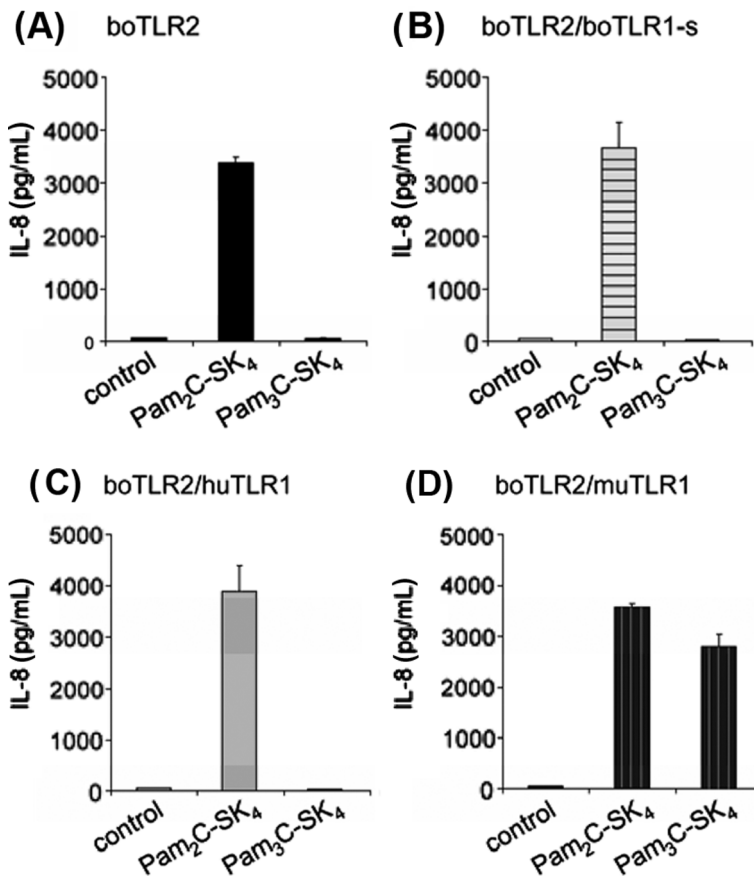 (A) boTLR2
IL-8 (pg/mL)
5000
4000
3000
2000
1000
0
control
Pam₂C-SK₄
Pam₃C-SK₄
(B) boTLR2/boTLR1-s
IL-8 (pg/mL)
5000
4000
3000
2000
1000
0
control
Pam₂C-SK₄
Pam₃C-SK₄
(C) boTLR2/huTLR1
IL-8 (pg/mL)
5000
4000
3000
2000
1000
0
control
Pam₂C-SK₄
Pam₃C-SK₄
(D) boTLR2/muTLR1
IL-8 (pg/mL)
5000
4000
3000
2000
1000
0
control
Pam₂C-SK₄
Pam₃C-SK₄